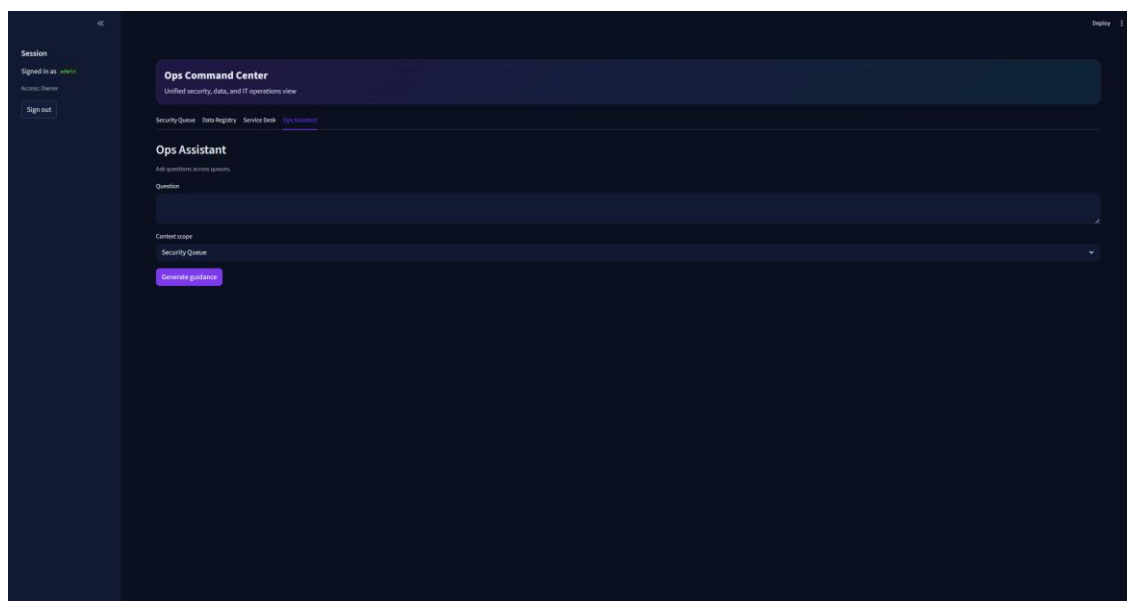 Deploy
Session
Signed in as admin
Access: Owner
Sign out
Ops Command Center
Unified security, data, and IT operations view
Security Queue Data Registry Service Desk Ops Assistant
Ops Assistant
Ask questions across queues.
Question
Context scope
Security Queue
Generate guidance